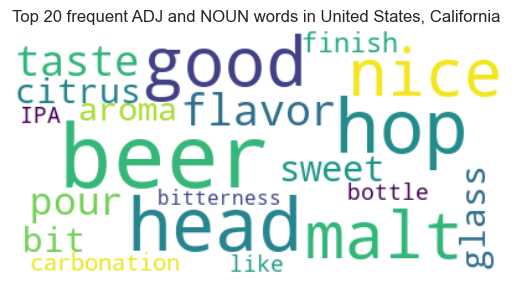 Top 20 frequent ADJ and NOUN words in United States, California
finish
taste
good
nice
citrus
IPA
aroma
flavor
hop
beer
sweet
bottle
pour
bitterness
head
malt
glass
bit
carbonation
like